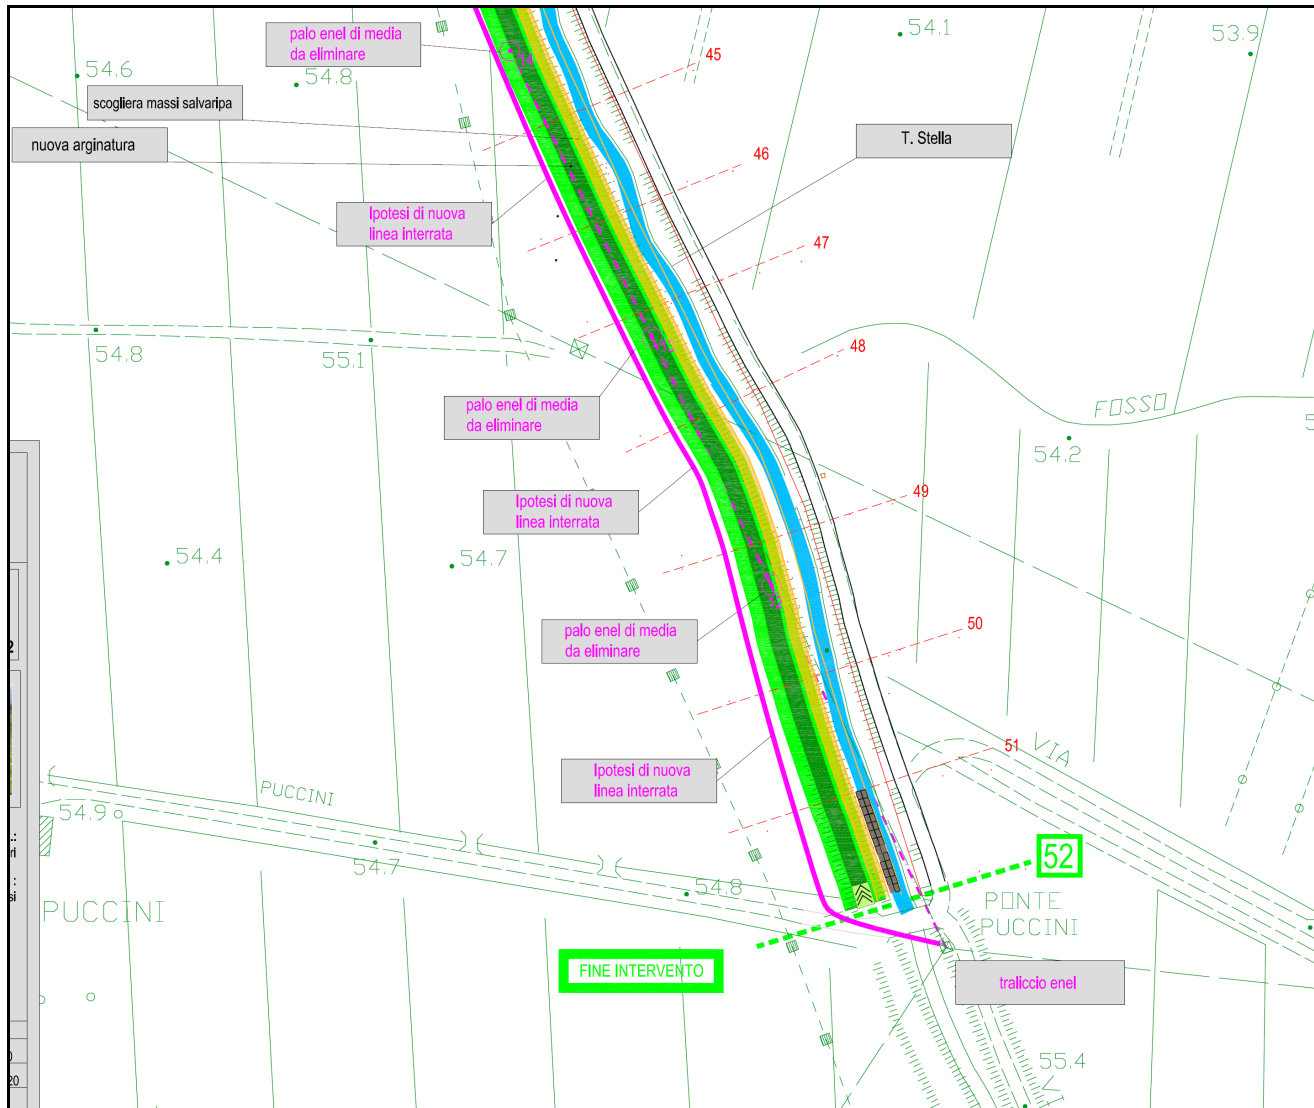 palo enel di media
da eliminare
54.1
53.9
45
54.6
54.8
scogliera massi salvaripa
nuova arginatura
T. Stella
46
Ipotesi di nuova
linea interrata
47
54.8
55.1
48
palo enel di media
da eliminare
FOSSO
54.2
49
Ipotesi di nuova
linea interrata
54.4
54.7
50
palo enel di media
da eliminare
51
VIA
Ipotesi di nuova
linea interrata
PUCCINI
54.9
54.7
52
54.8
PONTE
PUCCINI
PUCCINI
FINE INTERVENTO
traliccio enel
55.4
20